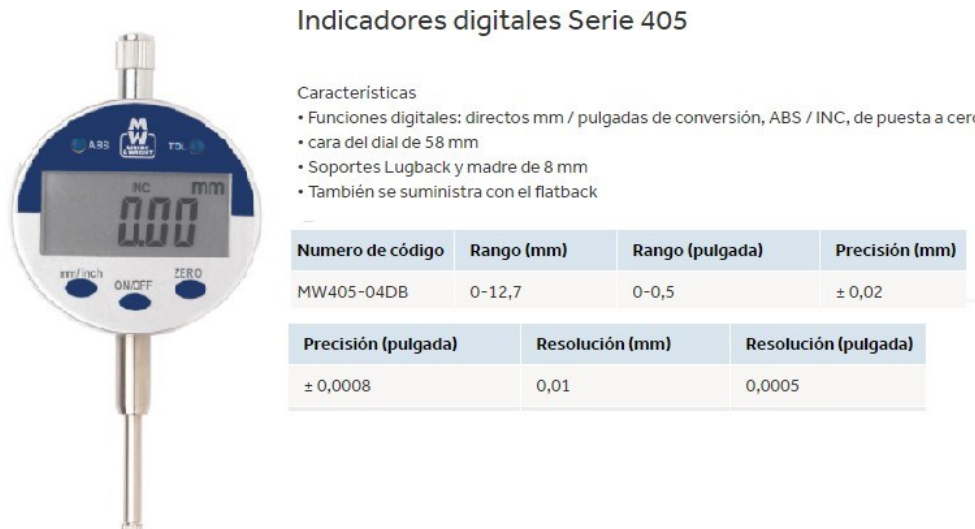 Indicadores digitales Serie 405
Características
• Funciones digitales: directos mm / pulgadas de conversión, ABS / INC, de puesta a cero
• cara del dial de 58 mm
• Soportes Lugback y madre de 8 mm
• También se suministra con el flatback
Numero de código Rango (mm) Rango (pulgada) Precisión (mm)
MW405-04DB 0-12,7 0-0,5 ± 0,02
Precisión (pulgada) Resolución (mm) Resolución (pulgada)
± 0,0008 0,01 0,0005
MW
MOORE & WRIGHT
ABS TOL
NC mm
0.00
mm/inch ON/OFF ZERO